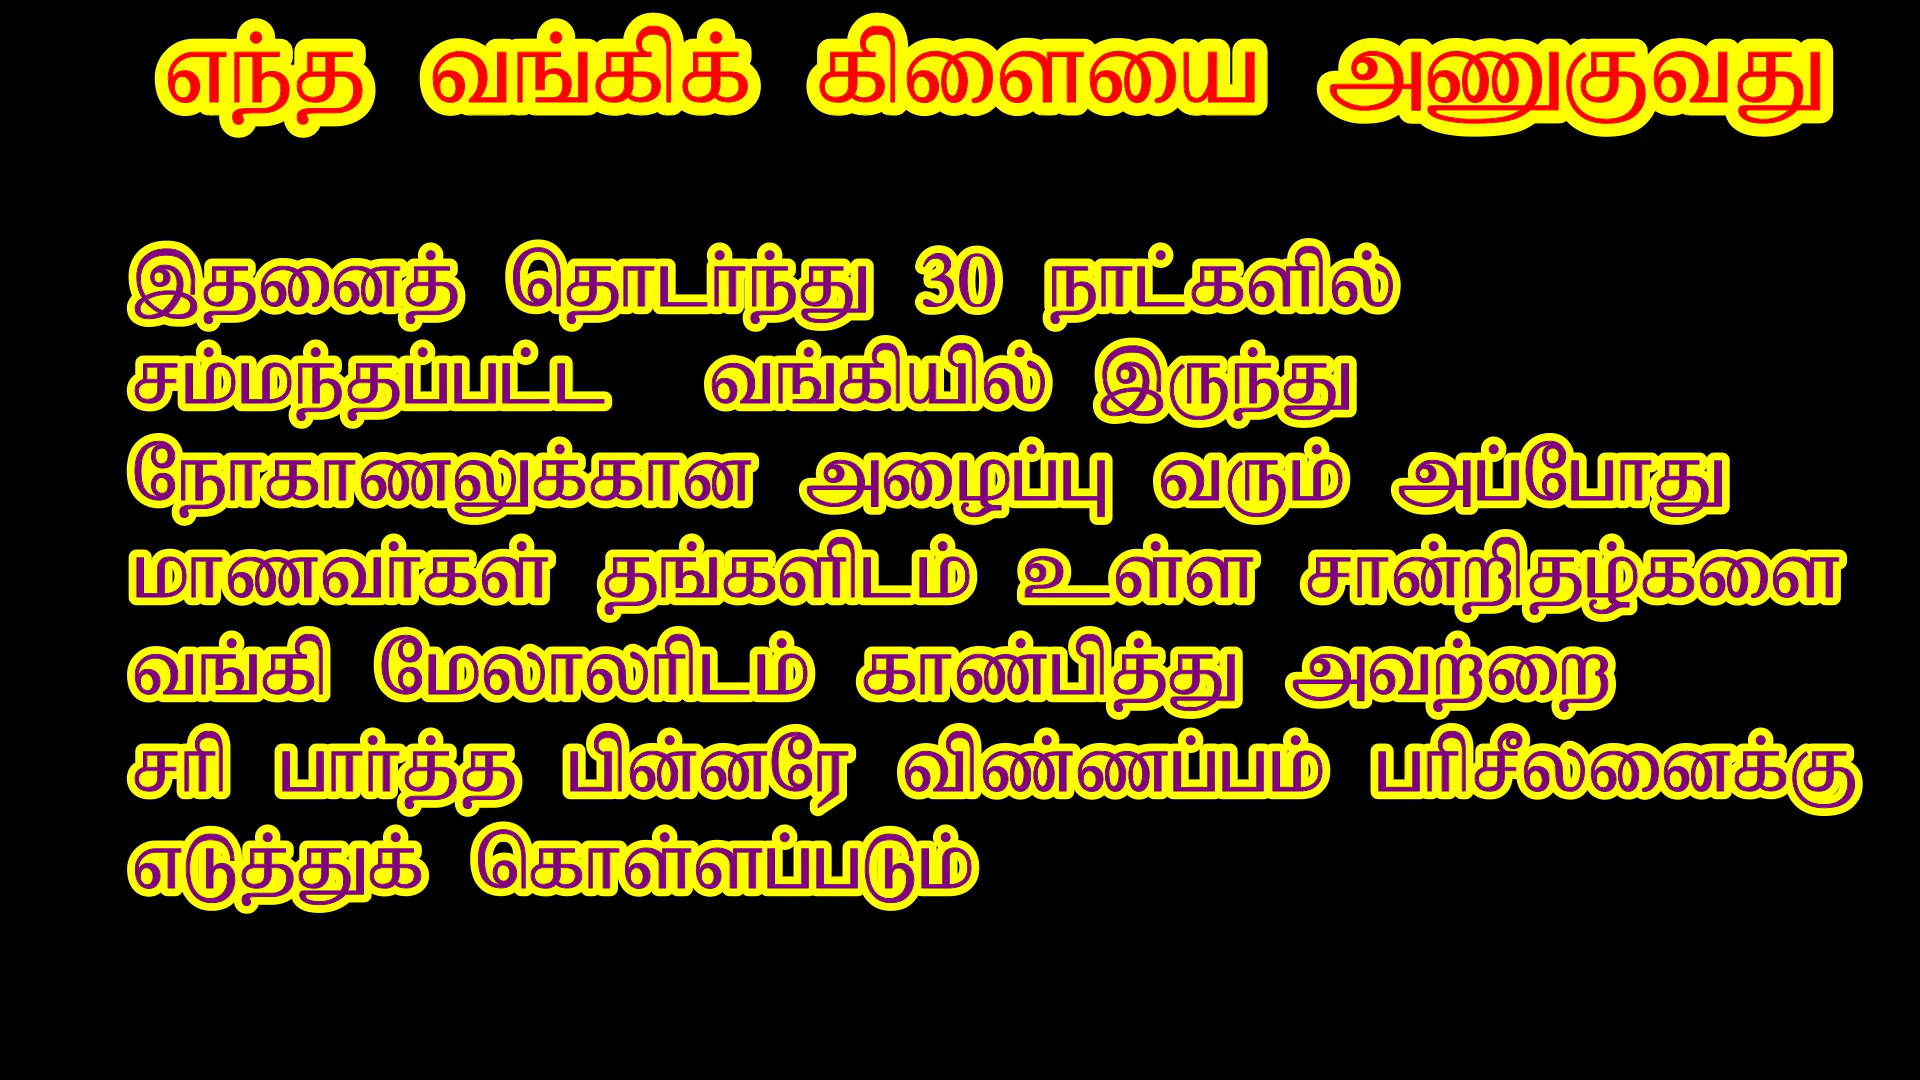 எந்த வங்கிக் கிளையை அணுகுவது
இதனைத் தொடர்ந்து 30 நாட்களில்
சம்மந்தப்பட்ட வங்கியில் இருந்து
நேோகாணலுக்கான அழைப்பு வரும் அப்போது
மாணவர்கள் தங்களிடம் உள்ள சான்றிதழ்களை
வங்கி மேலாலரிடம் காண்பித்து அவற்றை
சரி பார்த்த பின்னரே விண்ணப்பம் பரிசீலனைக்கு
எடுத்துக் கொள்ளப்படும்